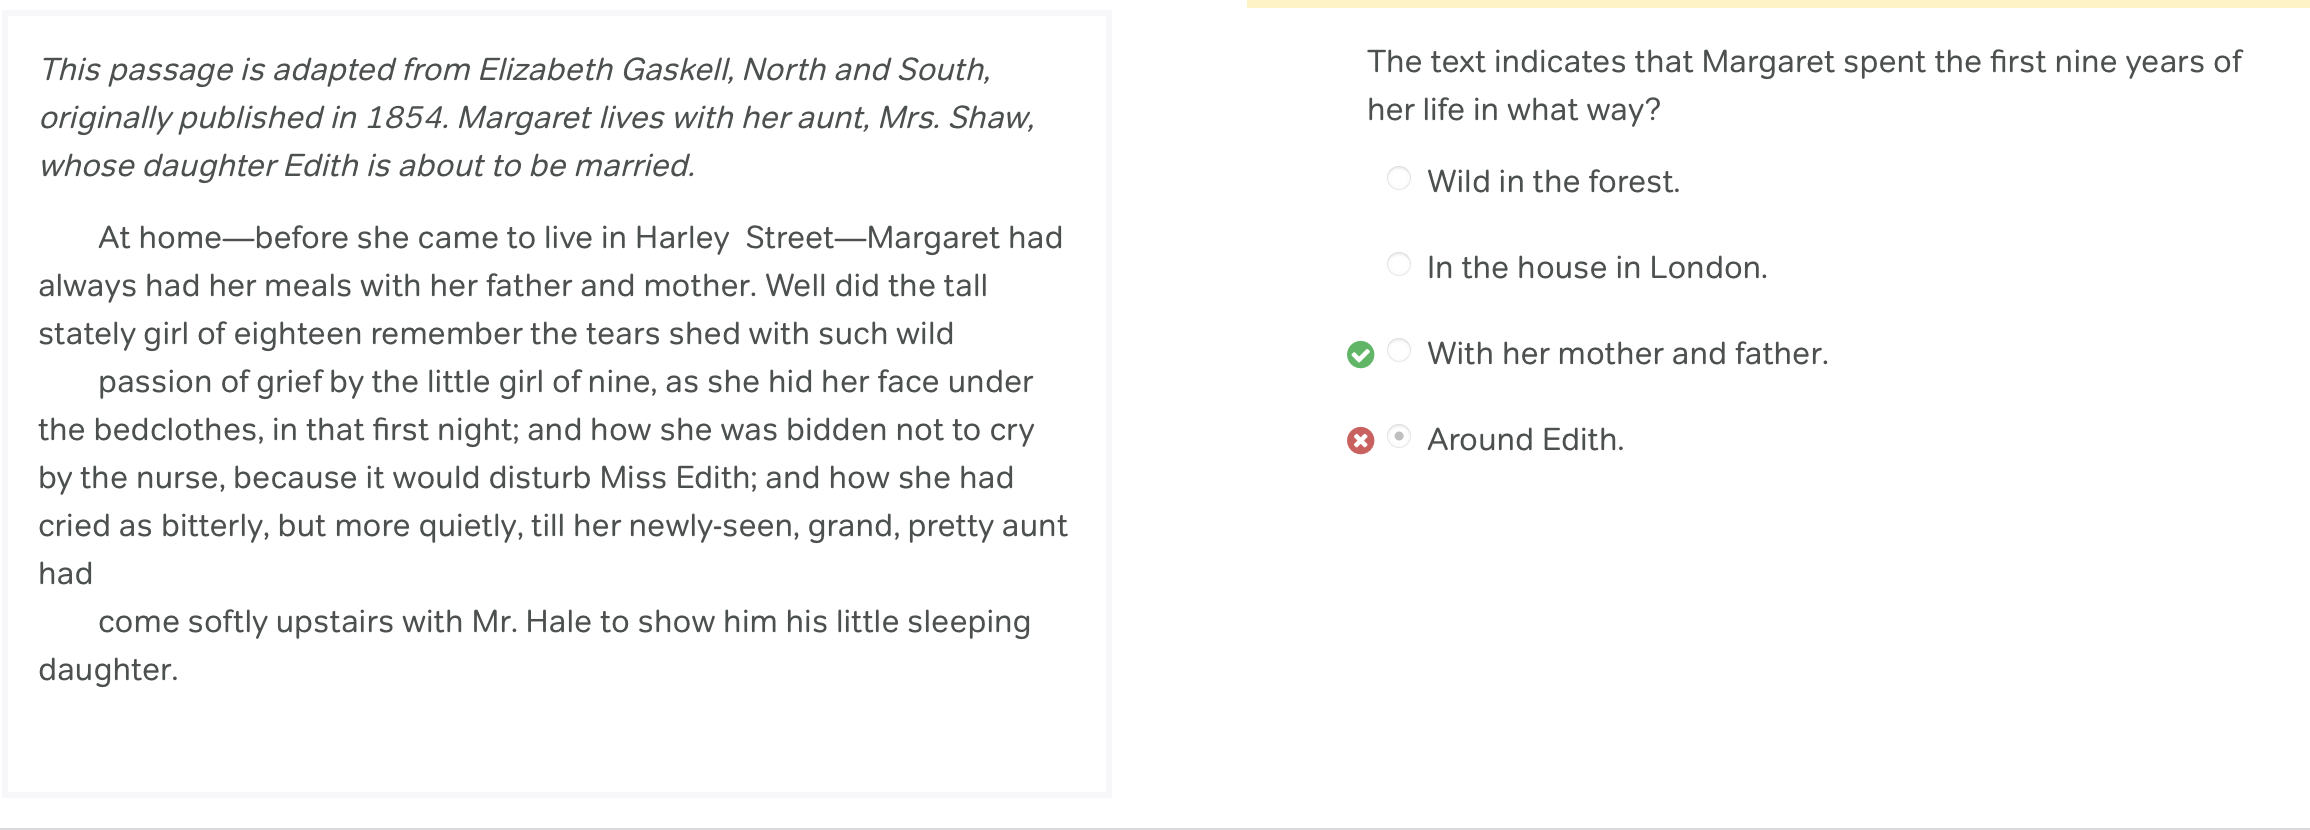 This passage is adapted from Elizabeth Gaskell, North and South,
originally published in 1854. Margaret lives with her aunt, Mrs. Shaw,
whose daughter Edith is about to be married.
At home—before she came to live in Harley  Street—Margaret had
always had her meals with her father and mother. Well did the tall
stately girl of eighteen remember the tears shed with such wild
passion of grief by the little girl of nine, as she hid her face under
the bedclothes, in that first night; and how she was bidden not to cry
by the nurse, because it would disturb Miss Edith; and how she had
cried as bitterly, but more quietly, till her newly-seen, grand, pretty aunt
had
come softly upstairs with Mr. Hale to show him his little sleeping
daughter.
The text indicates that Margaret spent the first nine years of
her life in what way?
Wild in the forest.
In the house in London.
With her mother and father.
Around Edith.